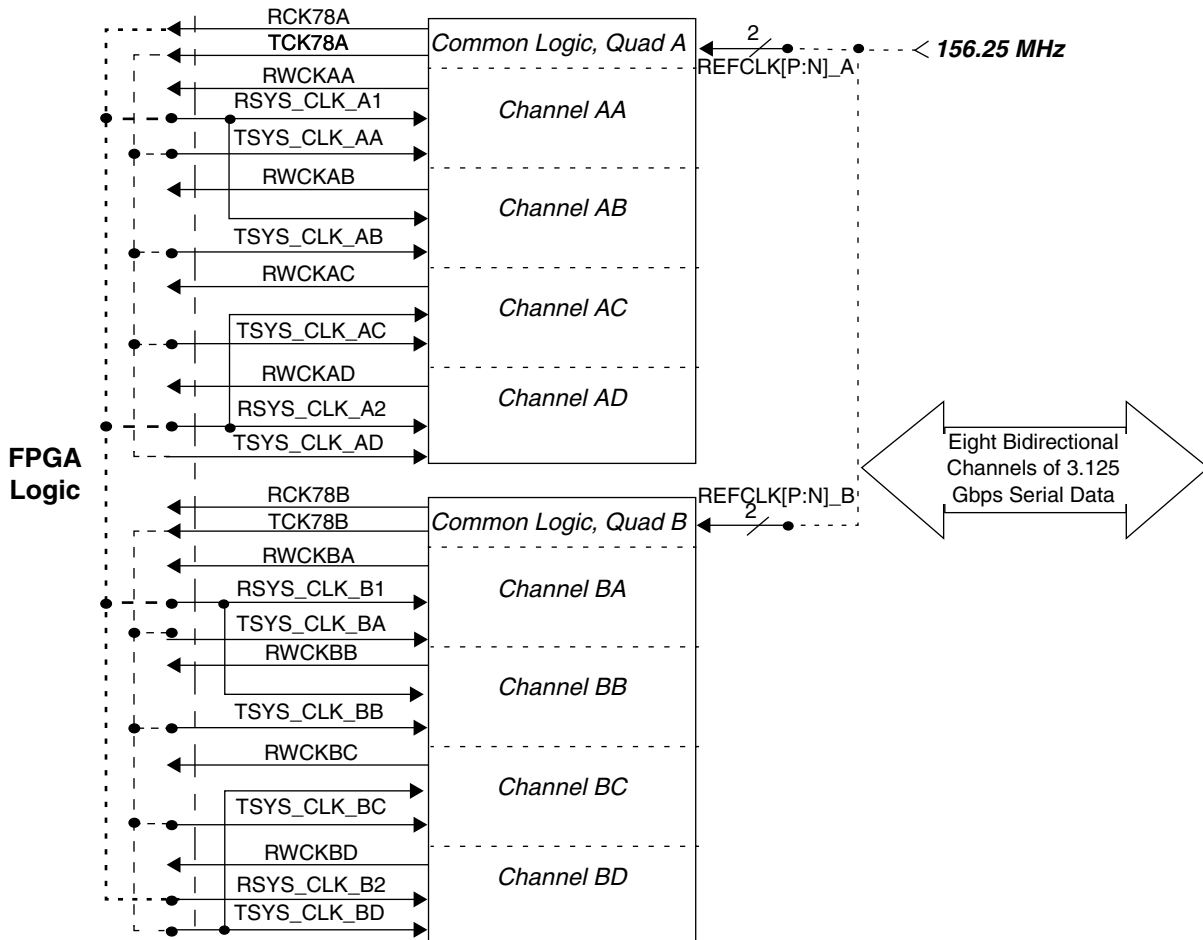 RCK78A
TCK78A
Common Logic, Quad A
2
REFCLK[P:N]_A
156.25 MHz
RWCKAA
RSYS_CLK_A1
Channel AA
TSYS_CLK_AA
RWCKAB
Channel AB
TSYS_CLK_AB
RWCKAC
Channel AC
TSYS_CLK_AC
RWCKAD
Channel AD
RSYS_CLK_A2
TSYS_CLK_AD
FPGA
Logic
Eight Bidirectional
Channels of 3.125
Gbps Serial Data
RCK78B
TCK78B
Common Logic, Quad B
REFCLK[P:N]_B
2
RWCKBA
RSYS_CLK_B1
Channel BA
TSYS_CLK_BA
RWCKBB
Channel BB
TSYS_CLK_BB
RWCKBC
Channel BC
TSYS_CLK_BC
RWCKBD
Channel BD
RSYS_CLK_B2
TSYS_CLK_BD